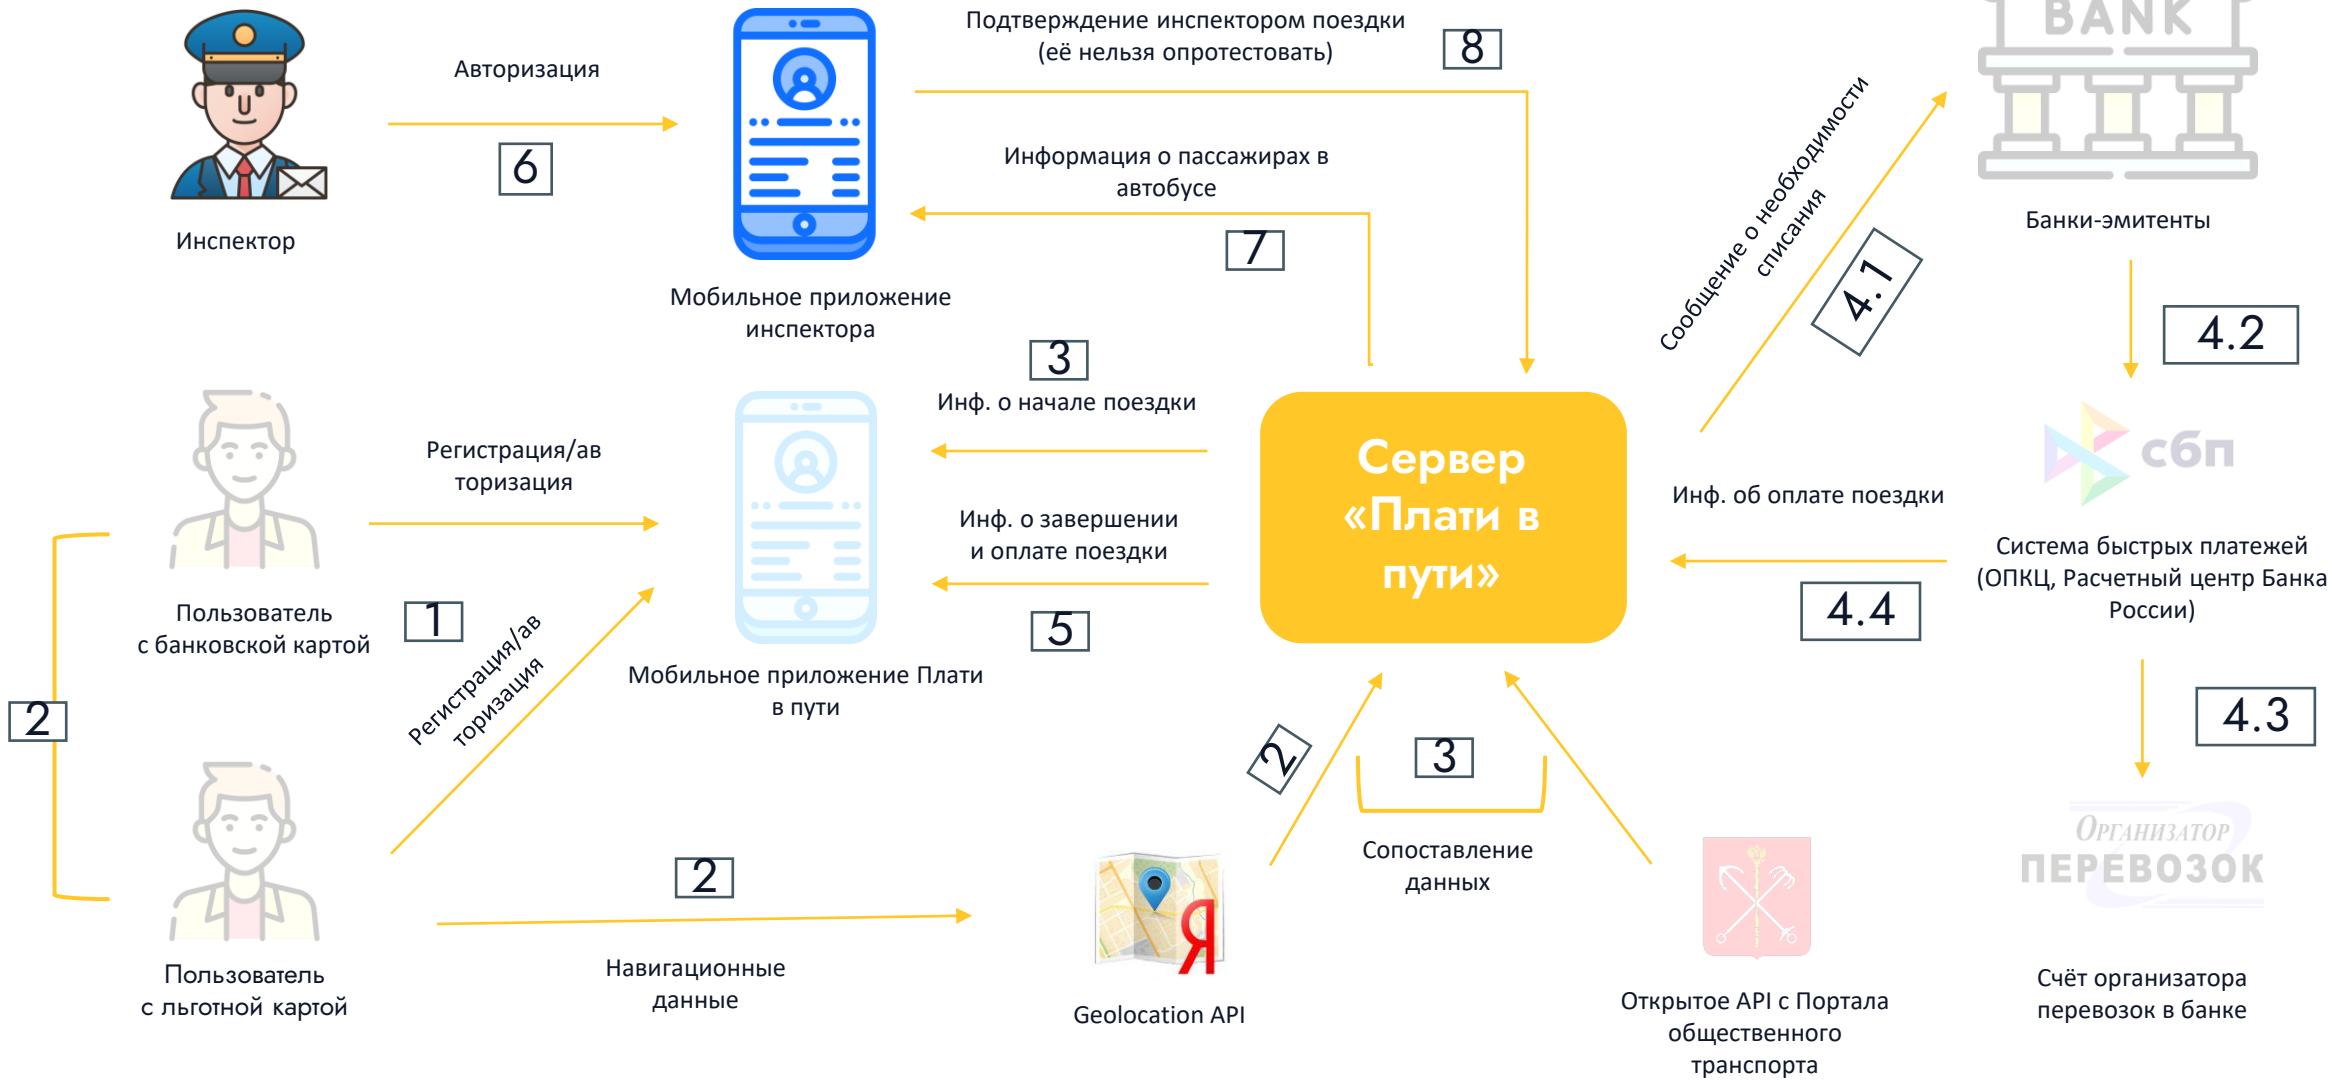 BANK
Авторизация
6
Инспектор
Мобильное приложение
инспектора
Подтверждение инспектором поездки
(её нельзя опротестовать)
8
Информация о пассажирах в
автобусе
7
Сообщение о необходимости
списания
4.1
Банки-эмитенты
4.2
сбп
Система быстрых платежей
(ОПКЦ, Расчетный центр Банка
России)
4.3
Инф. об оплате поездки
4.4
3
Инф. о начале поездки
Инф. о завершении
и оплате поездки
5
Сервер
«Плати в
пути»
Регистрация/ав
торизация
Пользователь
с банковской картой
1
Регистрация/ав
торизация
Мобильное приложение Плати
в пути
2
Пользователь
с льготной картой
2
Навигационные
данные
Я
Geolocation API
2
3
Сопоставление
данных
Открытое API с Портала
общественного
транспорта
ОРГАНИЗАТОР
ПЕРЕВОЗОК
Счёт организатора
перевозок в банке